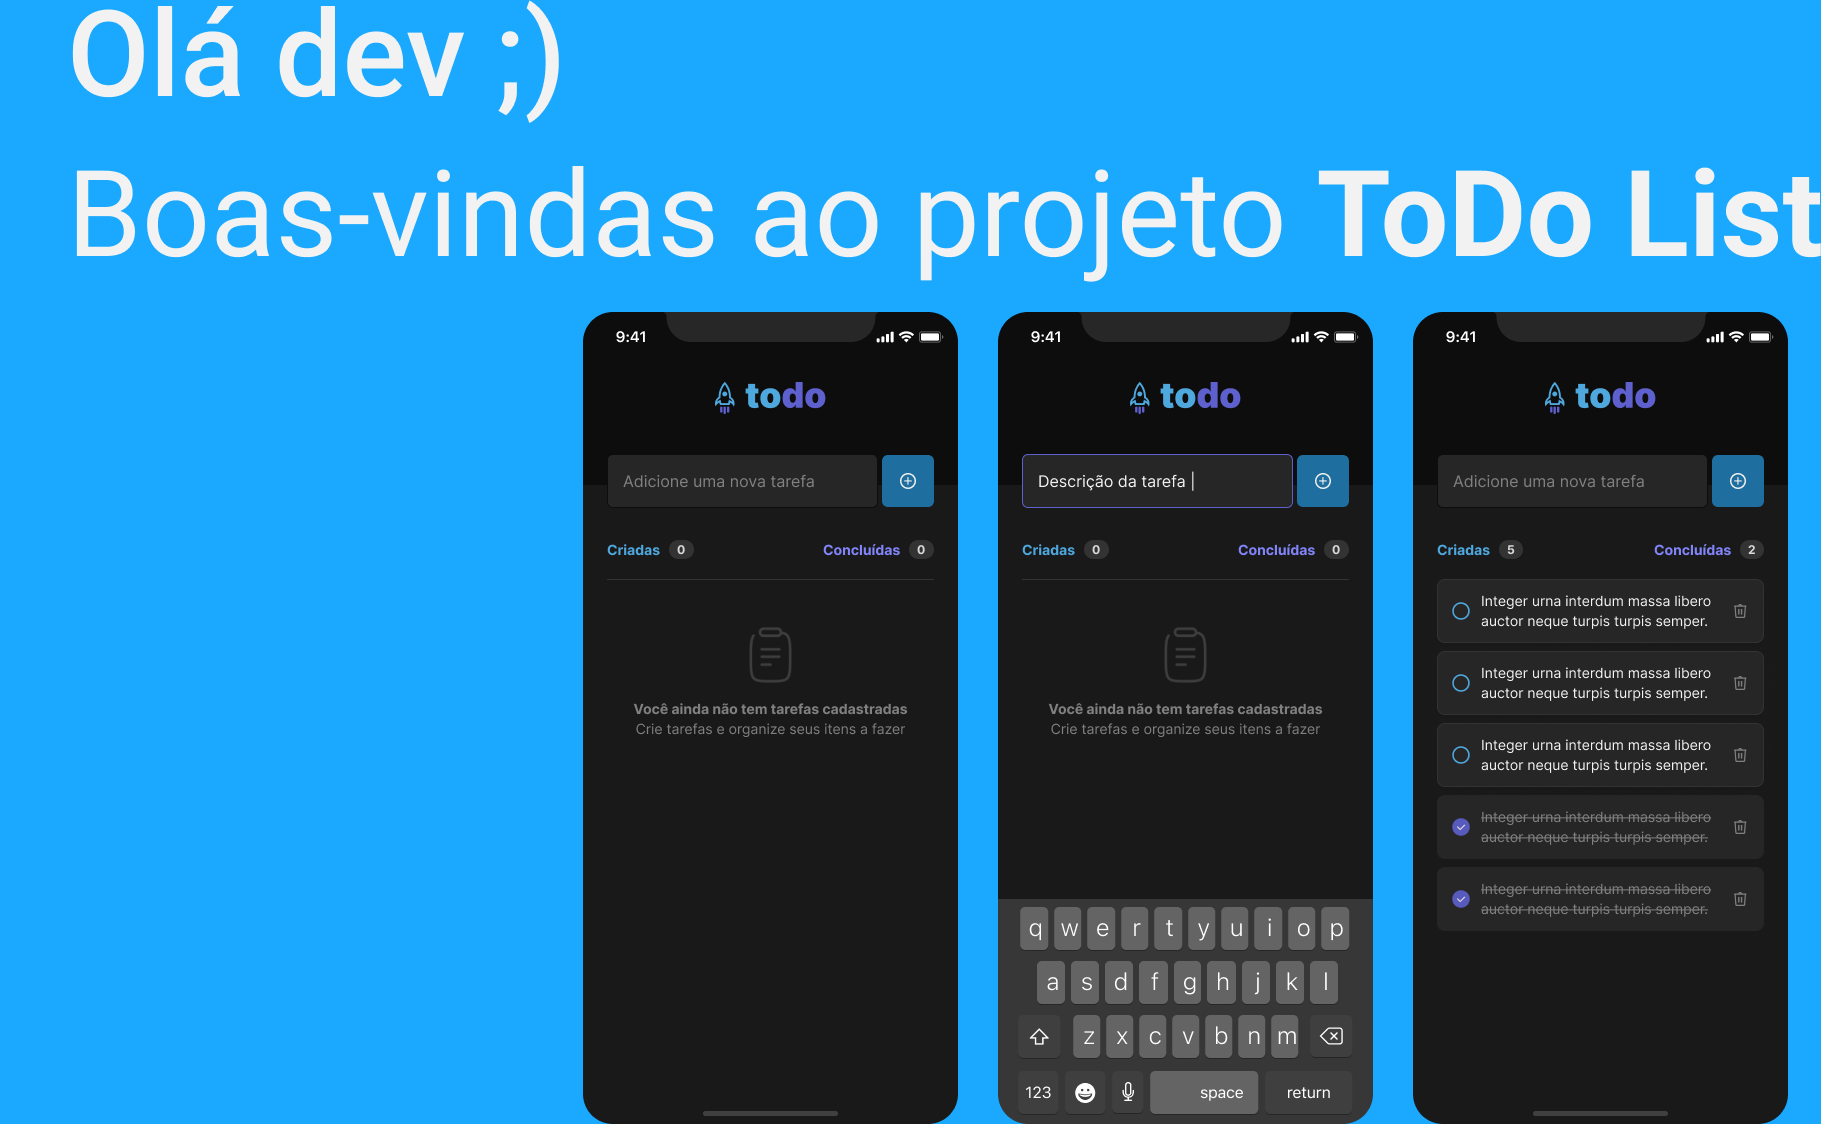 Olá dev ;)
Boas-vindas ao projeto ToDo List
9:41
todo
Adicione uma nova tarefa
Criadas 0 Concluídas 0
Você ainda não tem tarefas cadastradas
Crie tarefas e organize seus itens a fazer
9:41
todo
Descrição da tarefa
Criadas 0 Concluídas 0
Você ainda não tem tarefas cadastradas
Crie tarefas e organize seus itens a fazer
q w e r t y u i o p
a s d f g h j k l
z x c v b n m
123 space return
9:41
todo
Adicione uma nova tarefa
Criadas 5 Concluídas 2
Integer urna interdum massa libero
auctor neque turpis turpis semper.
Integer urna interdum massa libero
auctor neque turpis turpis semper.
Integer urna interdum massa libero
auctor neque turpis turpis semper.
Integer urna interdum massa libero
auctor neque turpis turpis semper.
Integer urna interdum massa libero
auctor neque turpis turpis semper.